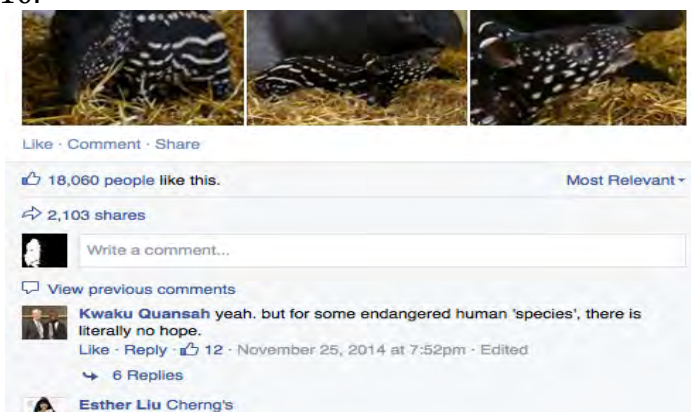 10.
Like · Comment · Share
18,060 people like this.
Most Relevant
2,103 shares
Write a comment...
View previous comments
Kwaku Quansah yeah. but for some endangered human 'species', there is
literally no hope.
Like · Reply · 12 · November 25, 2014 at 7:52pm · Edited
6 Replies
Esther Liu Cherng's